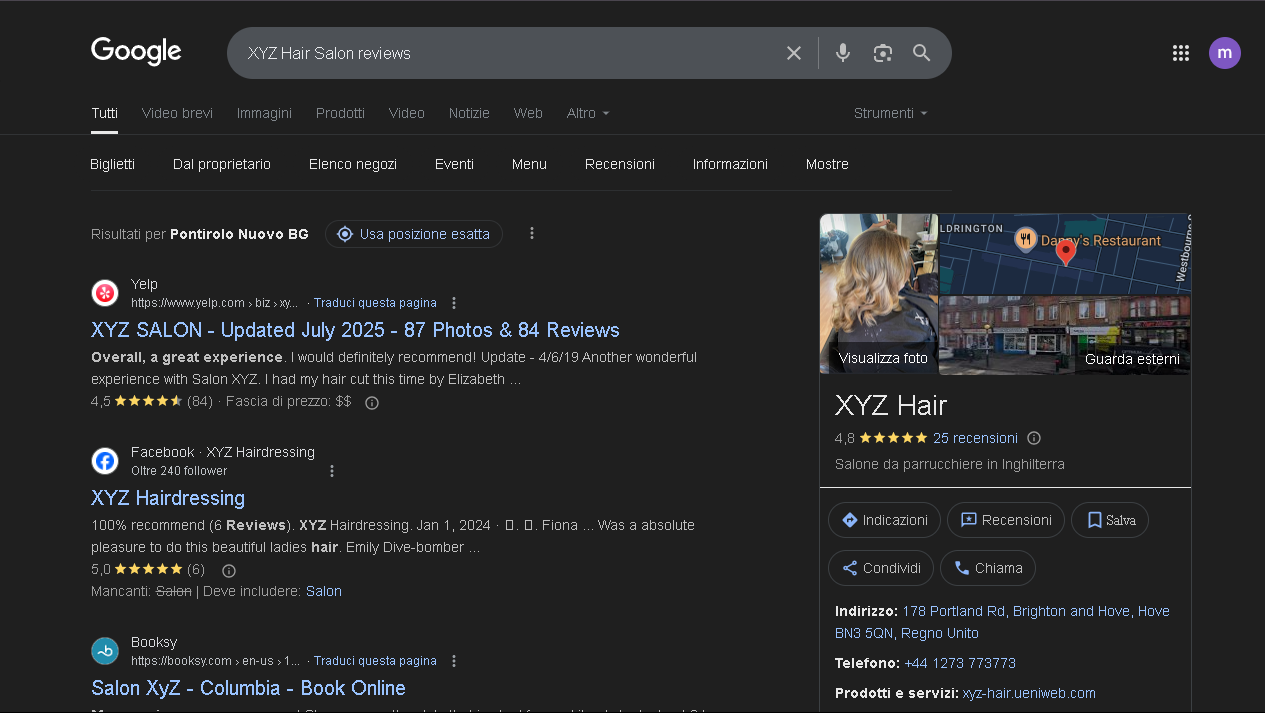 Google
XYZ Hair Salon reviews
m
Tutti Video brevi Immagini Prodotti Video Notizie Web Altro Strumenti
Biglietti Dal proprietario Elenco negozi Eventi Menu Recensioni Informazioni Mostre
Risultati per Pontirolo Nuovo BG Usa posizione esatta
Yelp
https://www.yelp.com › biz › xy... · Traduci questa pagina
XYZ SALON - Updated July 2025 - 87 Photos & 84 Reviews
Overall, a great experience. I would definitely recommend! Update - 4/6/19 Another wonderful
experience with Salon XYZ. I had my hair cut this time by Elizabeth ...
4,5 (84) · Fascia di prezzo: $$
Facebook · XYZ Hairdressing
Oltre 240 follower
XYZ Hairdressing
100% recommend (6 Reviews). XYZ Hairdressing. Jan 1, 2024 · . . Fiona ... Was a absolute
pleasure to do this beautiful ladies hair. Emily Dive-bomber ...
5,0 (6)
Mancanti: Salon | Deve includere: Salon
Booksy
https://booksy.com › en-us › 1... · Traduci questa pagina
Salon XyZ - Columbia - Book Online
LDRINGTON
Danny's Restaurant
Westbourne
Visualizza foto
Guarda esterni
XYZ Hair
4,8 25 recensioni
Salone da parrucchiere in Inghilterra
Indicazioni Recensioni Salva
Condividi Chiama
Indirizzo: 178 Portland Rd, Brighton and Hove, Hove
BN3 5QN, Regno Unito
Telefono: +44 1273 773773
Prodotti e servizi: xyz-hair.ueniweb.com